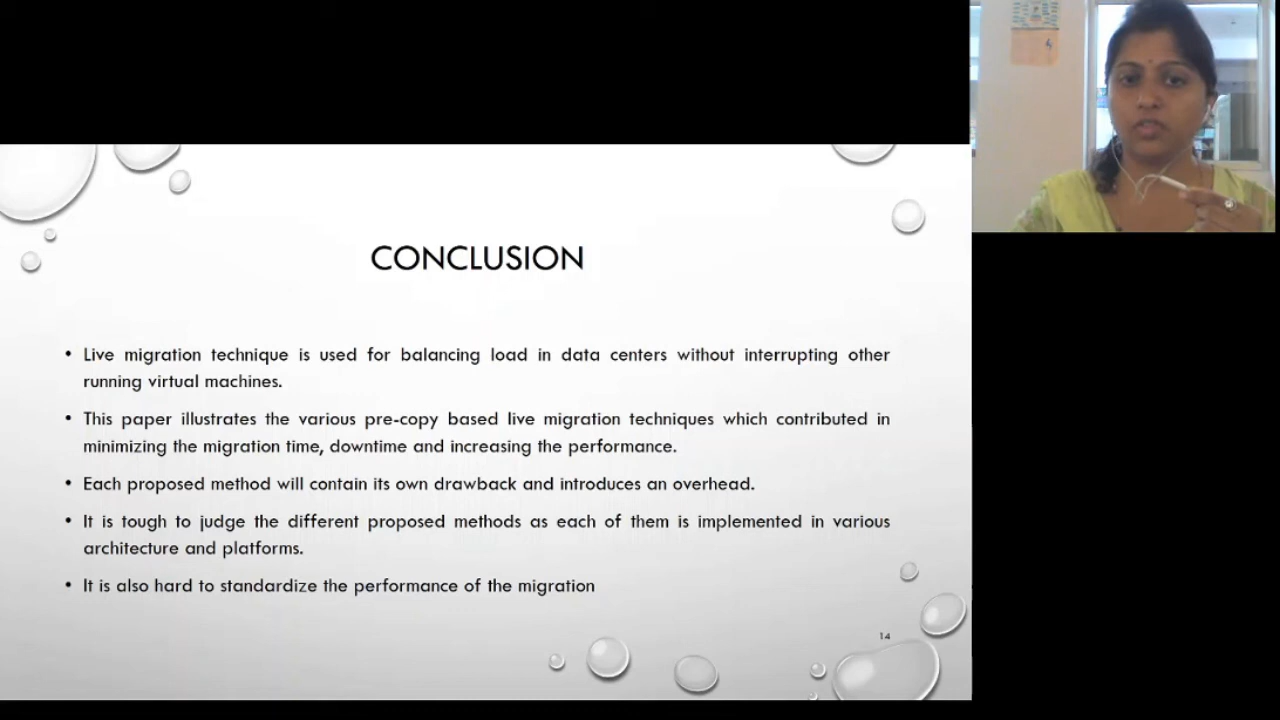 CONCLUSION
• Live migration technique is used for balancing load in data centers without interrupting other
running virtual machines.
• This paper illustrates the various pre-copy based live migration techniques which contributed in
minimizing the migration time, downtime and increasing the performance.
• Each proposed method will contain its own drawback and introduces an overhead.
• It is tough to judge the different proposed methods as each of them is implemented in various
architecture and platforms.
• It is also hard to standardize the performance of the migration
14